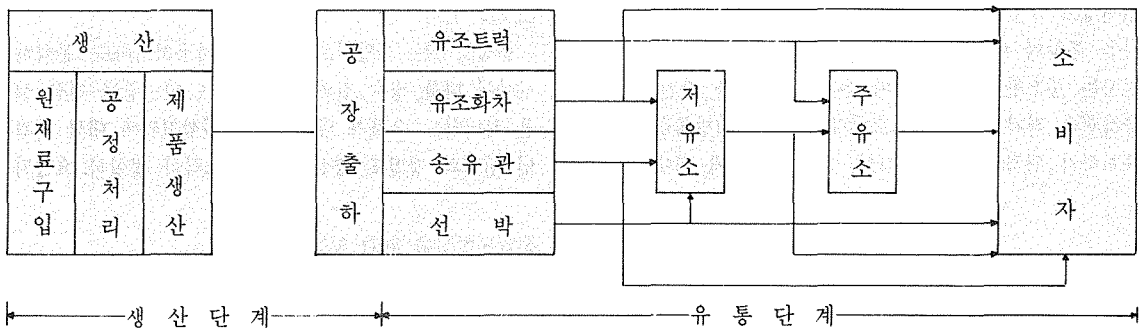 생 산
원재료구입
공정처리
제품생산
공장출하
유조트럭
유조화차
송유관
선 박
저유소
주유소
소비자
생 산 단 계
유 통 단 계